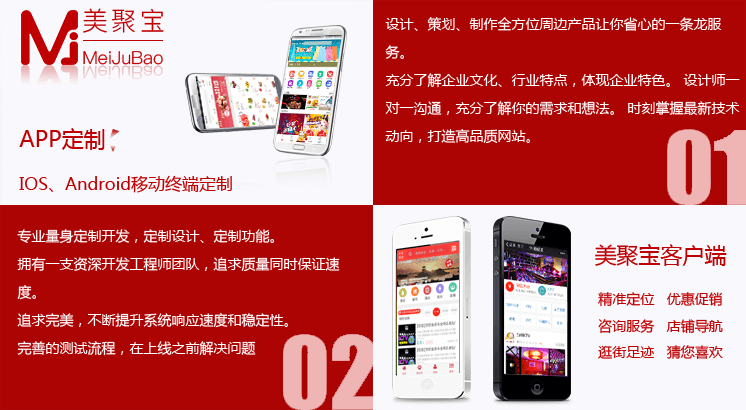 美聚宝
MeiJuBao
APP定制
IOS、Android移动终端定制
设计、策划、制作全方位周边产品让你省心的一条龙服
务。
充分了解企业文化、行业特点，体现企业特色。 设计师一
对一沟通，充分了解你的需求和想法。 时刻掌握最新技术
动向，打造高品质网站。
01
专业量身定制开发，定制设计、定制功能。
拥有一支资深开发工程师团队，追求质量同时保证速
度。
追求完美，不断提升系统响应速度和稳定性。
完善的测试流程，在上线之前解决问题
02
美聚宝客户端
精准定位 优惠促销
咨询服务 店铺导航
逛街足迹 猜您喜欢